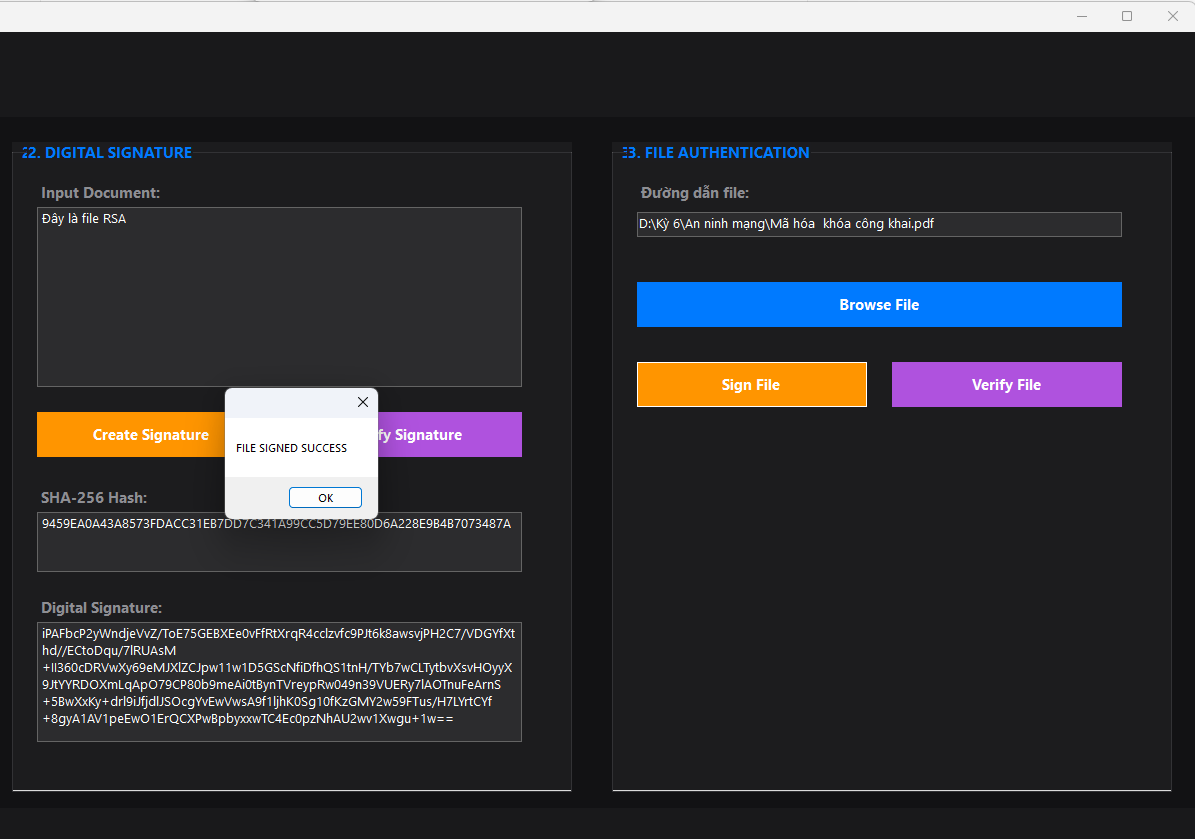 2. DIGITAL SIGNATURE
Input Document:
Đây là file RSA
Create Signature
fy Signature
FILE SIGNED SUCCESS
OK
SHA-256 Hash:
9459EA0A43A8573FDACC31EB7DD7C341A99CC5D79EE80D6A228E9B4B7073487A
Digital Signature:
iPAFbcP2yWndjeVvZ/ToE75GEBXEe0vFfRtXrqR4cclzvfc9PJt6k8awsvjPH2C7/VDGYfXt
hd//ECtoDqu/7lRUAsM
+II360cDRVwXy69eMJXlZCJpw11w1D5GScNfiDfhQS1tnH/TYb7wCLTytbvXsvHOyyX
9JtYYRDOXmLqApO79CP80b9meAi0tBynTVreypRw049n39VUERy7lAOTnuFeArnS
+5BwXxKy+drl9iJfjdlJSOcgYvEwVwsA9f1ljhK0Sg10fKzGMY2w59FTus/H7LYrtCYf
+8gyA1AV1peEwO1ErQCXPwBpbyxxwTC4Ec0pzNhAU2wv1Xwgu+1w==
3. FILE AUTHENTICATION
Đường dẫn file:
D:\Kỳ 6\An ninh mạng\Mã hóa  khóa công khai.pdf
Browse File
Sign File
Verify File